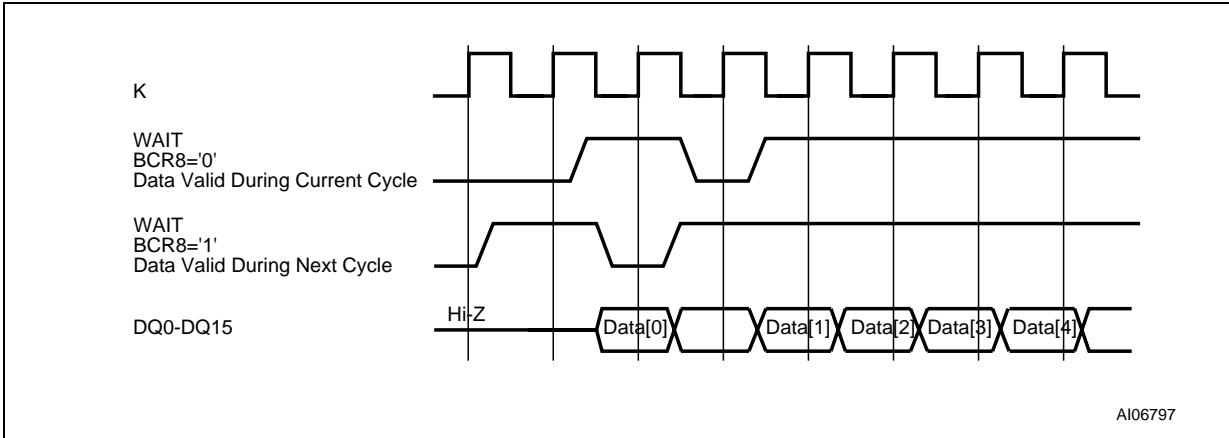 K
WAIT
BCR8='0'
Data Valid During Current Cycle
WAIT
BCR8='1'
Data Valid During Next Cycle
DQ0-DQ15
Hi-Z
Data[0]
Data[1]
Data[2]
Data[3]
Data[4]
AI06797